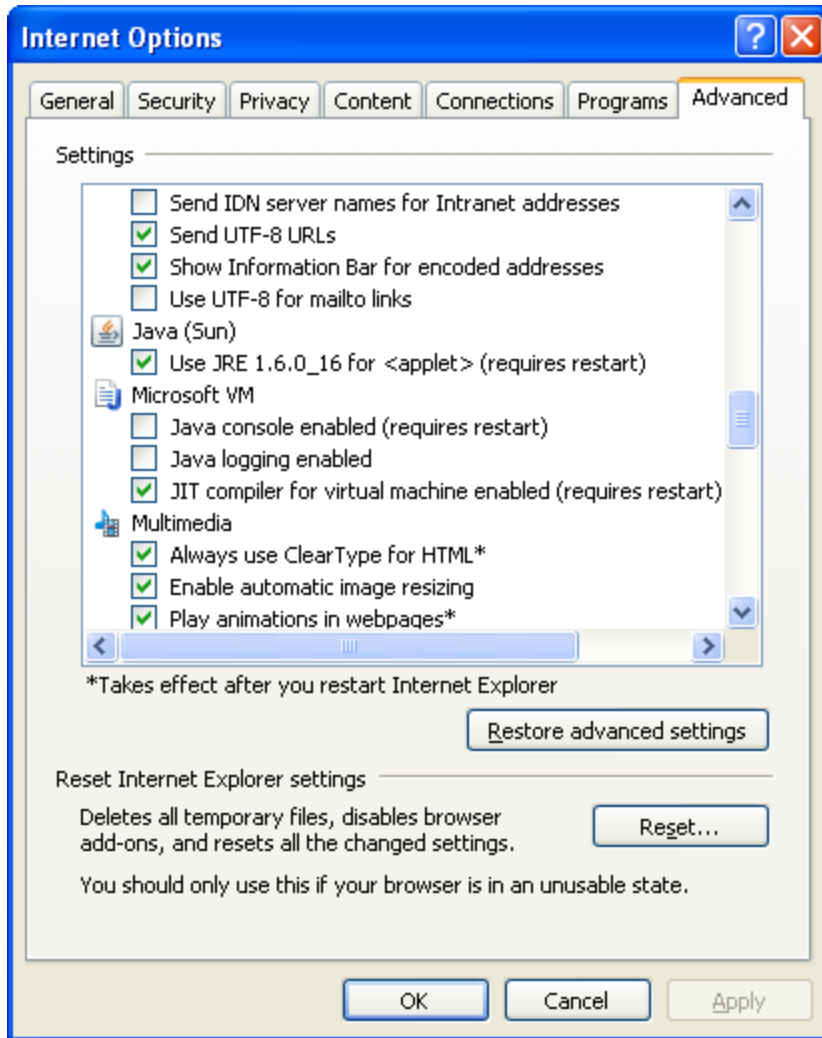 Internet Options
General Security Privacy Content Connections Programs Advanced
Settings
Send IDN server names for Intranet addresses
Send UTF-8 URLs
Show Information Bar for encoded addresses
Use UTF-8 for mailto links
Java (Sun)
Use JRE 1.6.0_16 for <applet> (requires restart)
Microsoft VM
Java console enabled (requires restart)
Java logging enabled
JIT compiler for virtual machine enabled (requires restart)
Multimedia
Always use ClearType for HTML*
Enable automatic image resizing
Play animations in webpages*
*Takes effect after you restart Internet Explorer
Restore advanced settings
Reset Internet Explorer settings
Deletes all temporary files, disables browser
add-ons, and resets all the changed settings.
Reset...
You should only use this if your browser is in an unusable state.
OK Cancel Apply